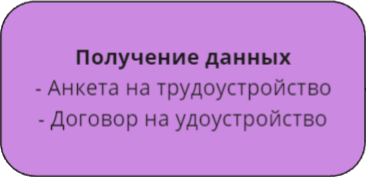 Получение данных
- Анкета на трудоустройство
- Договор на удоустройство